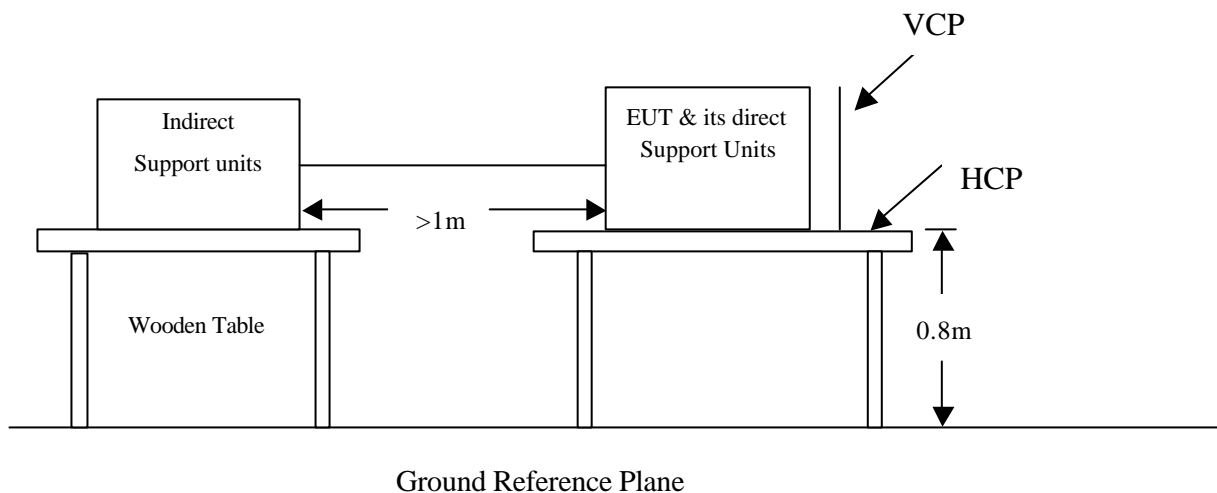 VCP
Indirect
Support units
EUT & its direct
Support Units
HCP
>1m
Wooden Table
0.8m
Ground Reference Plane